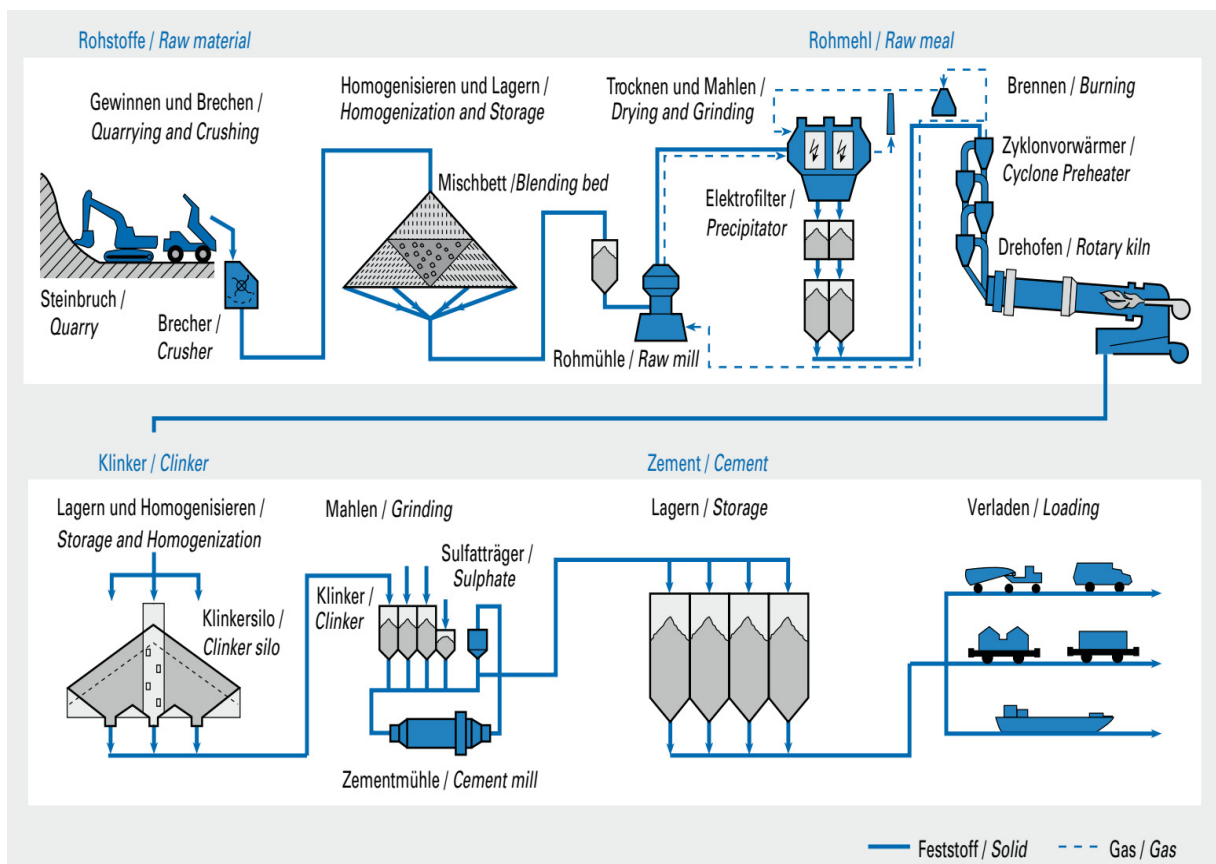 Rohstoffe / Raw material
Rohmehl / Raw meal
Gewinnen und Brechen /
Quarrying and Crushing
Homogenisieren und Lagern /
Homogenization and Storage
Trocknen und Mahlen /
Drying and Grinding
Brennen / Burning
Zyklonvorwärmer /
Cyclone Preheater
Mischbett / Blending bed
Elektrofilter /
Precipitator
Drehofen / Rotary kiln
Steinbruch /
Quarry
Brecher /
Crusher
Rohmühle / Raw mill
Klinker / Clinker
Zement / Cement
Lagern und Homogenisieren /
Storage and Homogenization
Mahlen / Grinding
Lagern / Storage
Verladen / Loading
Sulfatträger /
Sulphate
Klinker /
Clinker
Klinkersilo /
Clinker silo
Zementmühle / Cement mill
Feststoff / Solid
Gas / Gas